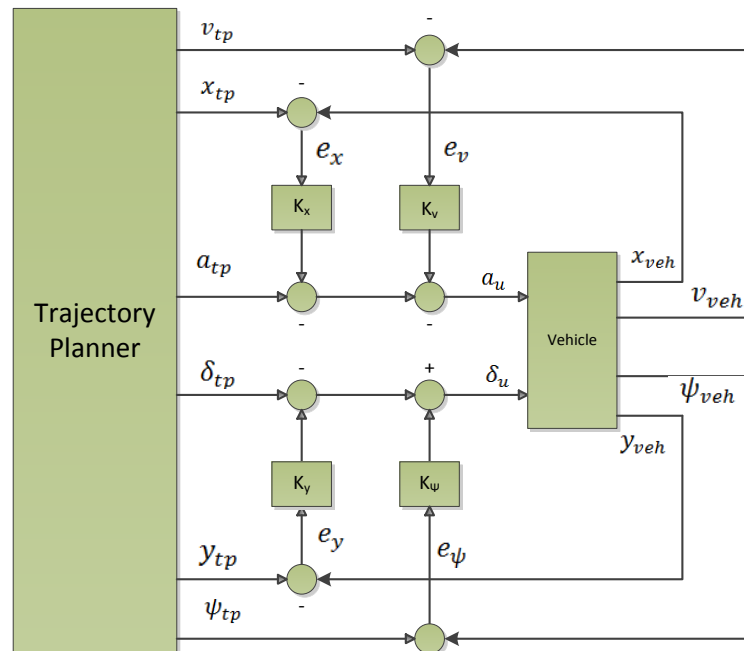 -
v_tp
x_tp
-
e_x
e_v
K_x
K_v
a_tp
a_u
x_veh
v_veh
Trajectory
Planner
-
-
Vehicle
-
+
δ_tp
δ_u
ψ_veh
y_veh
K_y
K_Ψ
e_y
e_ψ
y_tp
ψ_tp
-